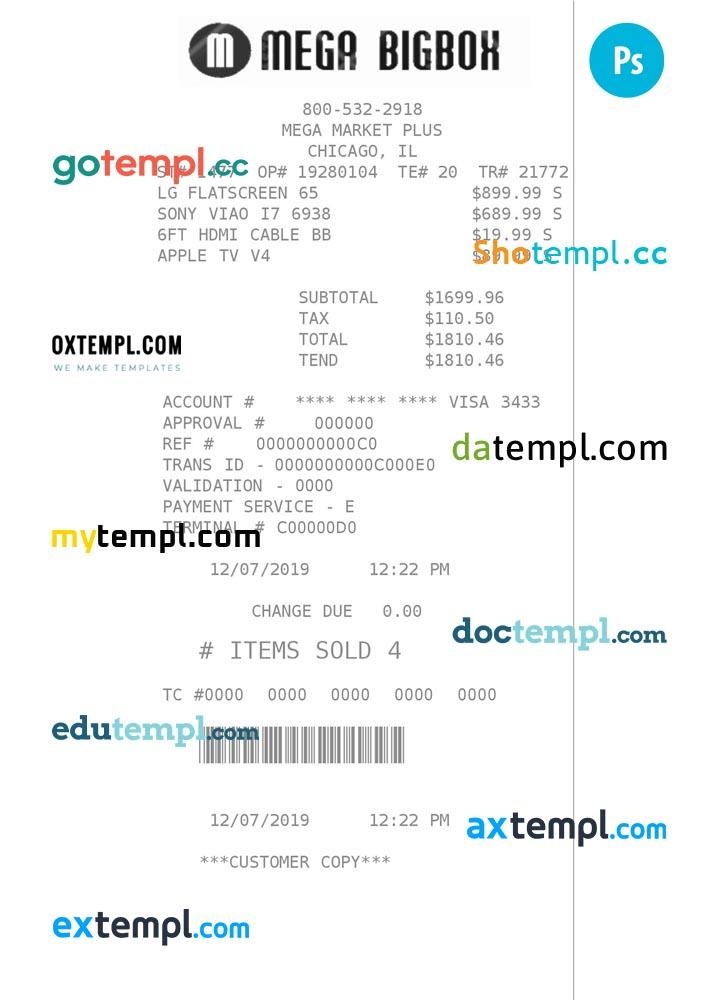 MEGA BIGBOX
Ps
800-532-2918
MEGA MARKET PLUS
CHICAGO, IL
gotempl.cc
ST# 1477 OP# 19280104 TE# 20 TR# 21772
LG FLATSCREEN 65 $899.99 S
SONY VIAO I7 6938 $689.99 S
6FT HDMI CABLE BB $19.99 S
Shotempl.cc
APPLE TV V4
SUBTOTAL $1699.96
TAX $110.50
OXTEMPL.COM
WE MAKE TEMPLATES
TOTAL $1810.46
TEND $1810.46
ACCOUNT # **** **** **** VISA 3433
APPROVAL # 000000
REF # 0000000000C0
datempl.com
TRANS ID - 0000000000C000E0
VALIDATION - 0000
PAYMENT SERVICE - E
TERMINAL # C00000D0
mytempl.com
12/07/2019 12:22 PM
CHANGE DUE 0.00
doctempl.com
# ITEMS SOLD 4
TC #0000 0000 0000 0000 0000
edutempl.com
12/07/2019 12:22 PM
axtempl.com
***CUSTOMER COPY***
extempl.com